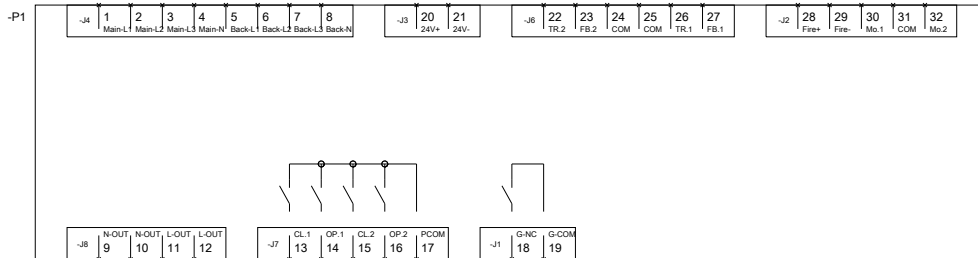 -P1
-J4 1 2 3 4 5 6 7 8
Main-L1 Main-L2 Main-L3 Main-N Back-L1 Back-L2 Back-L3 Back-N
-J3 20 21
24V+ 24V-
-J6 22 23 24 25 26 27
TR.2 FB.2 COM COM TR.1 FB.1
-J2 28 29 30 31 32
Fire+ Fire- Mo.1 COM Mo.2
N-OUT N-OUT L-OUT L-OUT
-J8 9 10 11 12
CL.1 OP.1 CL.2 OP.2 PCOM
-J7 13 14 15 16 17
G-NC G-COM
-J1 18 19